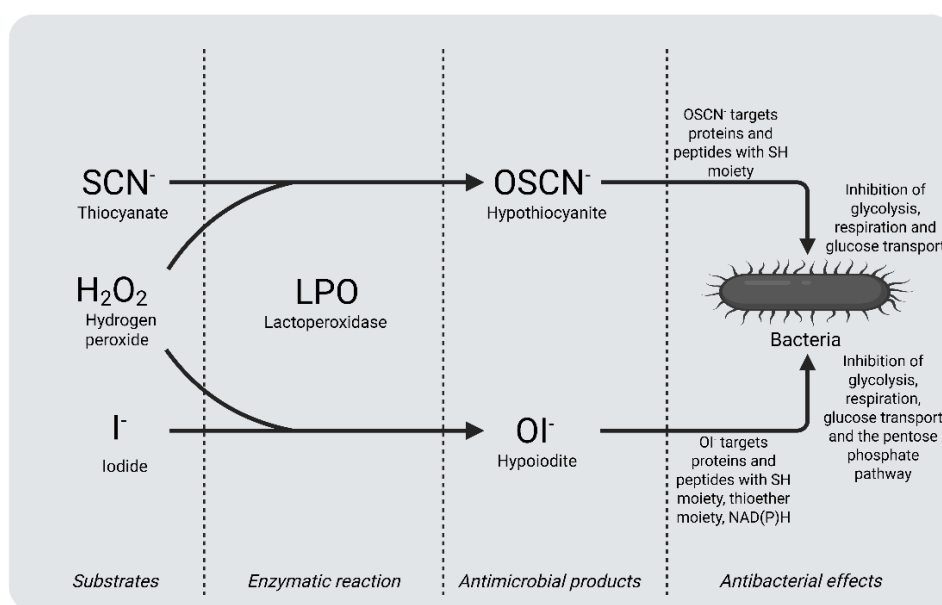 OSCN⁻ targets
proteins and
peptides with SH
moiety
SCN⁻
Thiocyanate
OSCN⁻
Hypothiocyanite
Inhibition of
glycolysis,
respiration and
glucose transport
H₂O₂
Hydrogen
peroxide
LPO
Lactoperoxidase
Bacteria
Inhibition of
glycolysis,
respiration,
glucose transport
and the pentose
phosphate
pathway
I⁻
Iodide
OI⁻
Hypoiodite
OI⁻ targets
proteins and
peptides with SH
moiety, thioether
moiety, NAD(P)H
Substrates
Enzymatic reaction
Antimicrobial products
Antibacterial effects